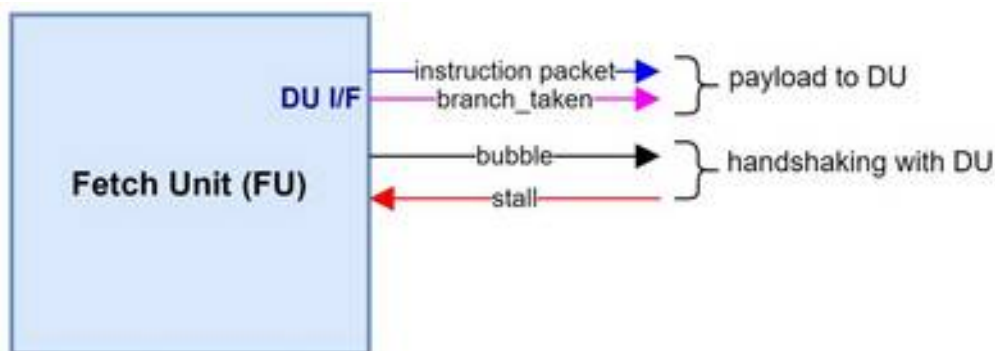 instruction packet
payload to DU
DU I/F
branch_taken
bubble
handshaking with DU
Fetch Unit (FU)
stall